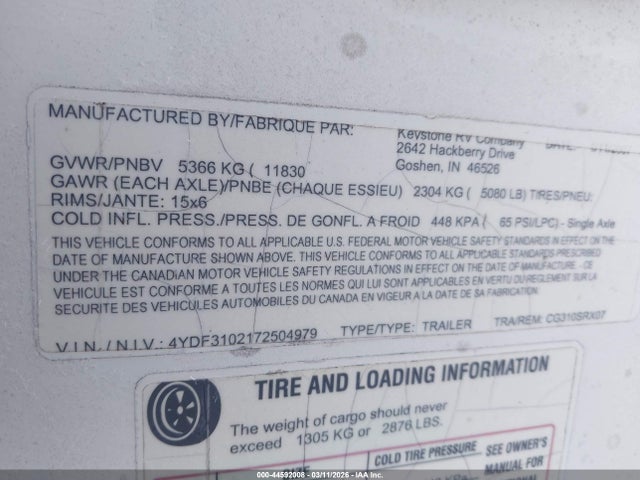 MANUFACTURED BY/FABRIQUE PAR: Keystone RV Company
2642 Hackberry Drive
Goshen, IN 46526
GVWR/PNBV 5366 KG ( 11830
GAWR (EACH AXLE)/PNBE (CHAQUE ESSIEU) 2304 KG ( 5080 LB) TIRES/PNEU:
RIMS/JANTE: 15x6
COLD INFL. PRESS./PRESS. DE GONFL. A FROID 448 KPA ( 65 PSI/LPC) - Single Axle
THIS VEHICLE CONFORMS TO ALL APPLICABLE U.S. FEDERAL MOTOR VEHICLE SAFETY STANDARDS IN EFFECT ON THE
DATE OF MANUFACTURE SHOWN ABOVE. THIS VEHICLE CONFORMS TO ALL APPLICABLE STANDARDS PRESCRIBED
UNDER THE CANADIAN MOTOR VEHICLE SAFETY REGULATIONS IN EFFECT ON THE DATE OF MANUFACTURE - CE
VEHICULE EST CONFORME A TOUTES LES NORMES QUI LUI SONT APPLICABLES EN VERTU DU REGLEMENT SUR LA
SECURITE DES VEHICULES AUTOMOBILES DU CANADA EN VIGEUR A LA DATE DE SA FABRICATION.
V.I.N. / N.I.V.: 4YDF3102172504979 TYPE/TYPE: TRAILER TRA/REM: CG310SRX07
TIRE AND LOADING INFORMATION
The weight of cargo should never
exceed 1305 KG or 2876 LBS.
COLD TIRE PRESSURE
SEE OWNER'S
MANUAL FOR
000-44592008 - 03/11/2026 - IAAI.COM